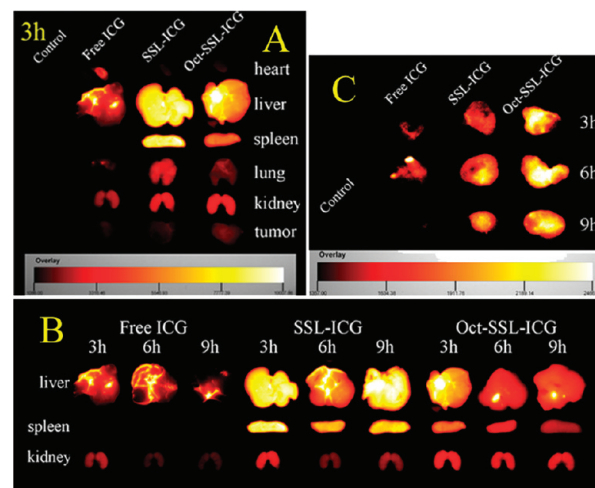 3h
A
Control
Free ICG
SSL-ICG
Oct-SSL-ICG
heart
liver
spleen
lung
kidney
tumor
Overlay
C
Control
Free ICG
SSL-ICG
Oct-SSL-ICG
3h
6h
9h
Overlay
B
Free ICG SSL-ICG Oct-SSL-ICG
3h 6h 9h 3h 6h 9h 3h 6h 9h
liver
spleen
kidney